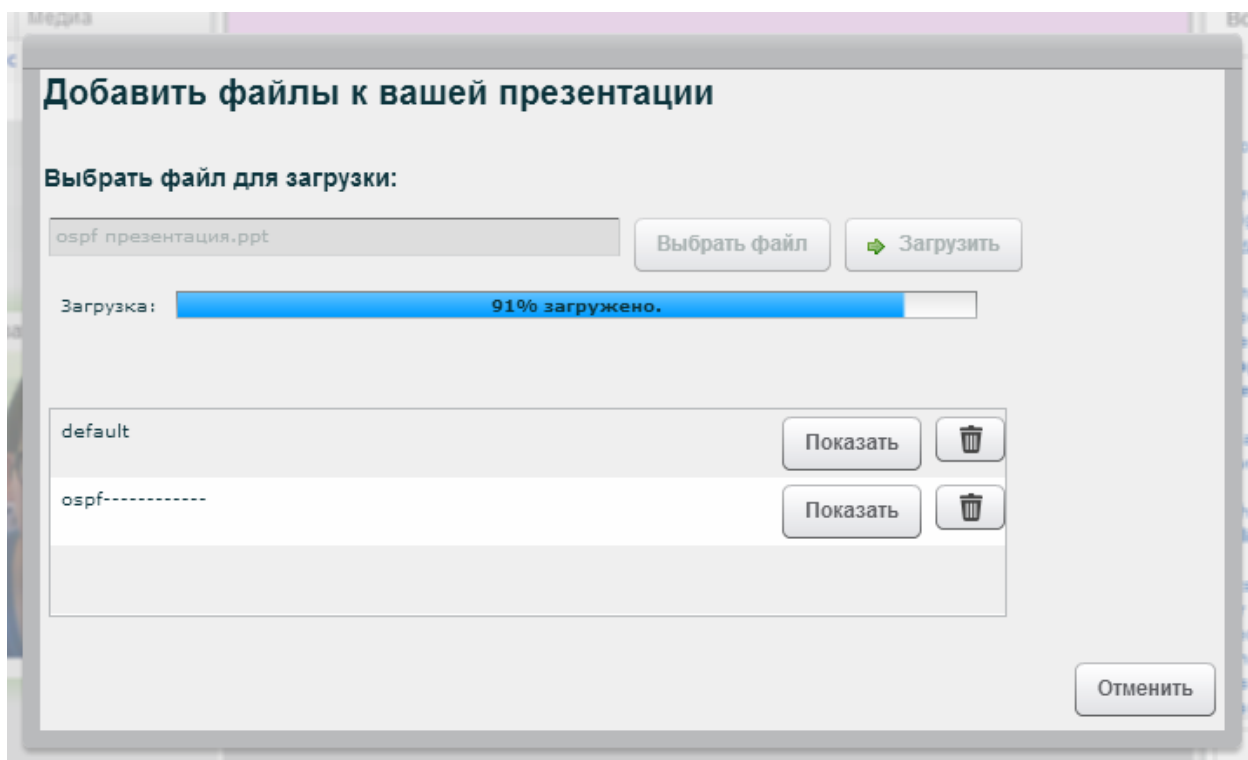 Медиа
Добавить файлы к вашей презентации
Выбрать файл для загрузки:
ospf презентация.ppt
Выбрать файл
Загрузить
Загрузка:
91% загружено.
default
Показать
ospf------------
Показать
Отменить